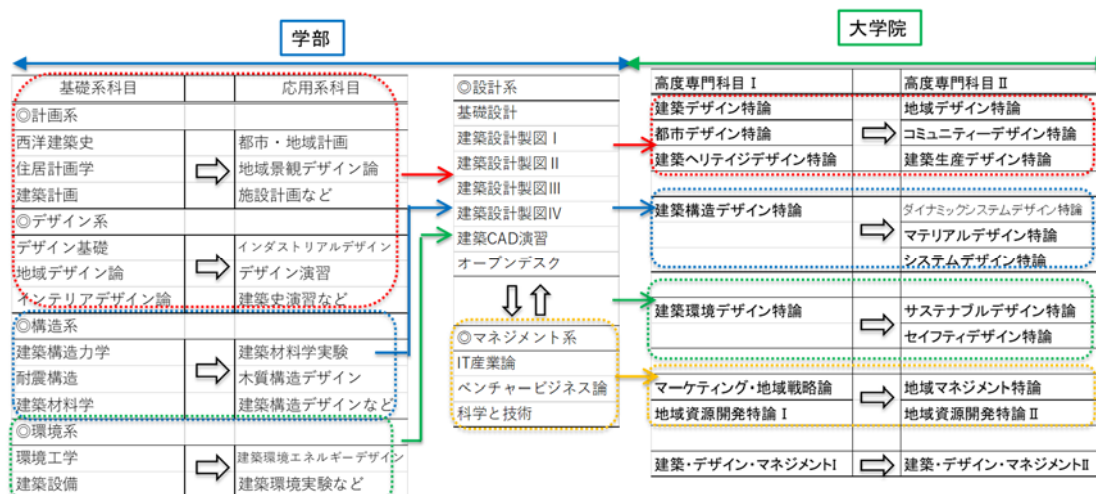 学部
大学院
基礎系科目 応用系科目
◎計画系
西洋建築史 都市・地域計画
住居計画学 地域景観デザイン論
建築計画 施設計画など
◎デザイン系
デザイン基礎 インダストリアルデザイン
地域デザイン論 デザイン演習
インテリアデザイン論 建築史演習など
◎構造系
建築構造力学 建築材料学実験
耐震構造 木質構造デザイン
建築材料学 建築構造デザインなど
◎環境系
環境工学 建築環境エネルギーデザイン
建築設備 建築環境実験など
◎設計系
基礎設計
建築設計製図Ⅰ
建築設計製図Ⅱ
建築設計製図Ⅲ
建築設計製図Ⅳ
建築CAD演習
オープンデスク
◎マネジメント系
IT産業論
ベンチャービジネス論
科学と技術
高度専門科目Ⅰ 高度専門科目Ⅱ
建築デザイン特論 地域デザイン特論
都市デザイン特論 コミュニティーデザイン特論
建築ヘリテイジデザイン特論 建築生産デザイン特論
建築構造デザイン特論 ダイナミックシステムデザイン特論
マテリアルデザイン特論
システムデザイン特論
建築環境デザイン特論 サステナブルデザイン特論
セイフティデザイン特論
マーケティング・地域戦略論 地域マネジメント特論
地域資源開発特論Ⅰ 地域資源開発特論Ⅱ
建築・デザイン・マネジメントⅠ 建築・デザイン・マネジメントⅡ